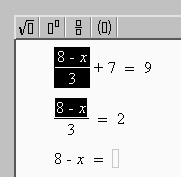 √▯ ▯▫ ▯/▯ (▯)
(8 - x)/3 + 7 = 9
(8 - x)/3 = 2
8 - x = ▯